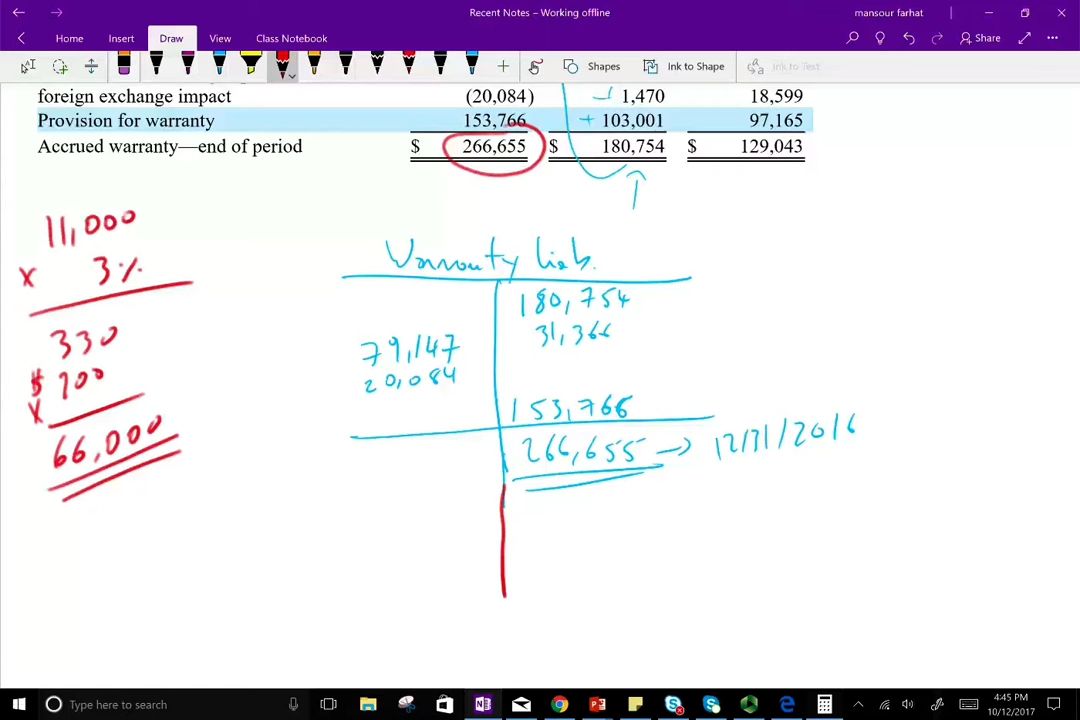 Recent Notes – Working offline
mansour farhat
Home Insert Draw View Class Notebook
Share
Shapes Ink to Shape Ink to Text
foreign exchange impact (20,084) 1,470 18,599
Provision for warranty 153,766 + 103,001 97,165
Accrued warranty—end of period $ 266,655 $ 180,754 $ 129,043
11,000
x 3%
330
$ 200
x
66,000
Warranty liab.
180,754
31,366
79,147
20,084
153,766
266,655 → 12/31/2016
Type here to search
4:45 PM
10/12/2017